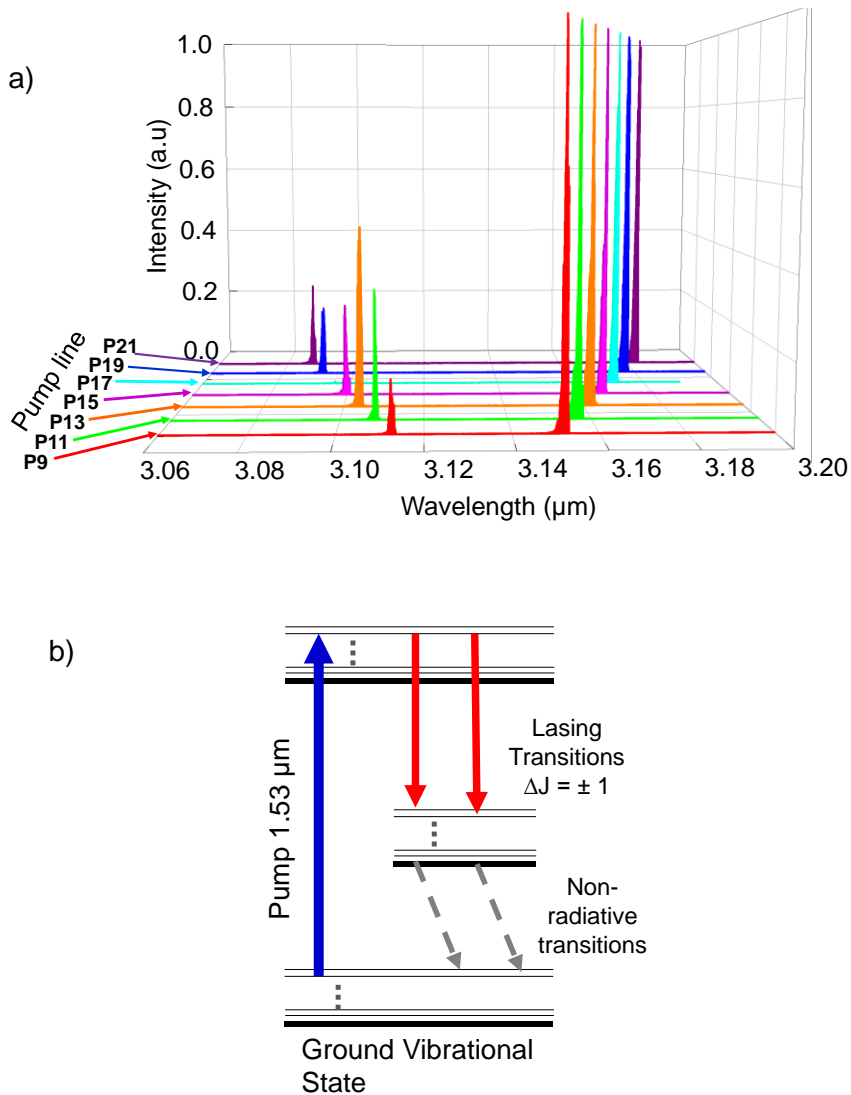 a)
Intensity (a.u)
1.0
0.8
0.6
0.4
0.2
0.0
Pump line
P21
P19
P17
P15
P13
P11
P9
3.06 3.08 3.10 3.12 3.14 3.16 3.18 3.20
Wavelength (µm)
b)
Pump 1.53 µm
Lasing
Transitions
ΔJ = ± 1
Non-
radiative
transitions
Ground Vibrational
State